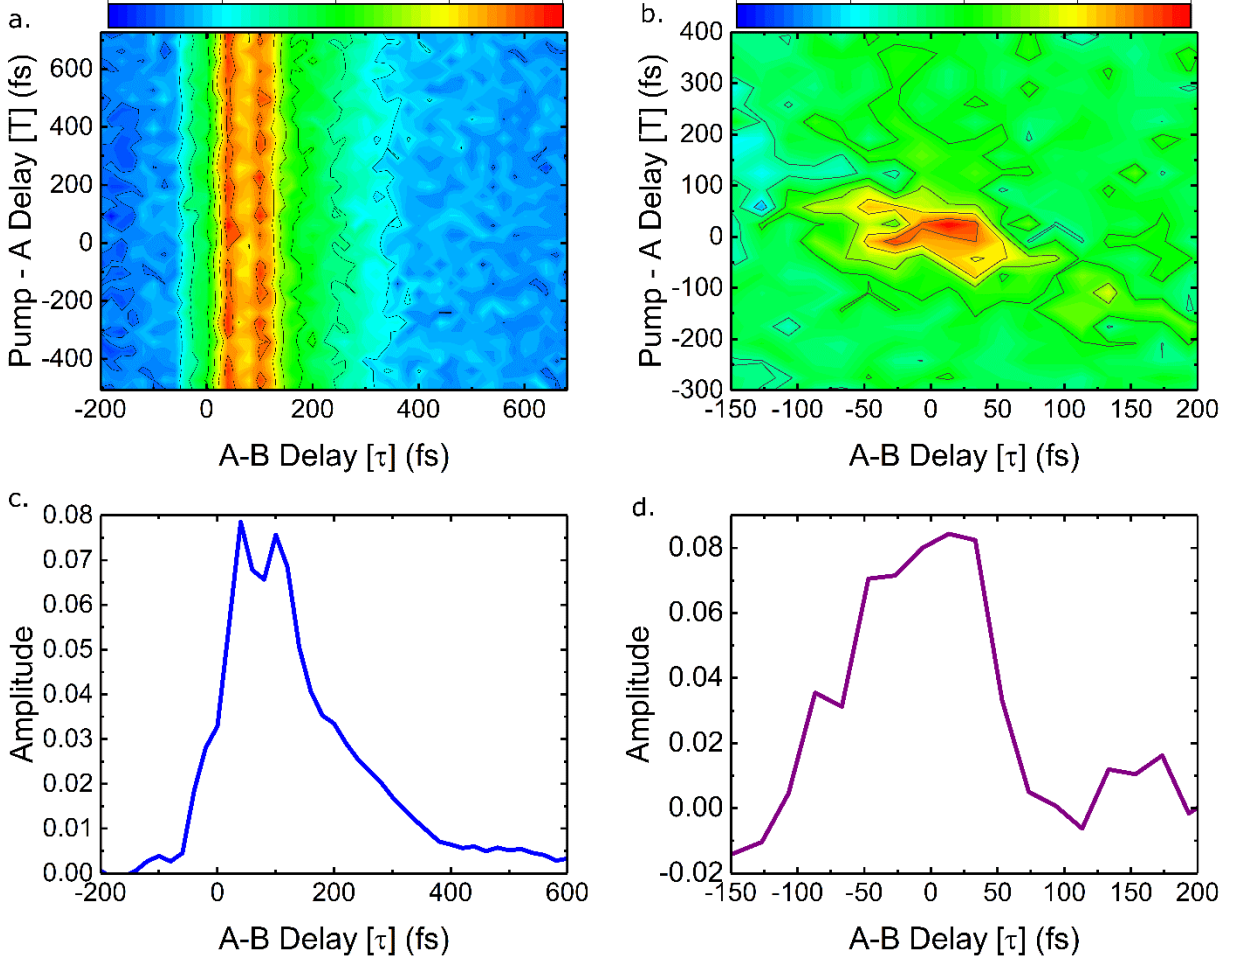 a.
Pump - A Delay [T] (fs)
600
400
200
0
-200
-400
-200 0 200 400 600
A-B Delay [τ] (fs)
b.
Pump - A Delay [T] (fs)
400
300
200
100
0
-100
-200
-300
-150 -100 -50 0 50 100 150 200
A-B Delay [τ] (fs)
c.
Amplitude
0.08
0.07
0.06
0.05
0.04
0.03
0.02
0.01
0.00
-200 0 200 400 600
A-B Delay [τ] (fs)
d.
Amplitude
0.08
0.06
0.04
0.02
0.00
-0.02
-150 -100 -50 0 50 100 150 200
A-B Delay [τ] (fs)